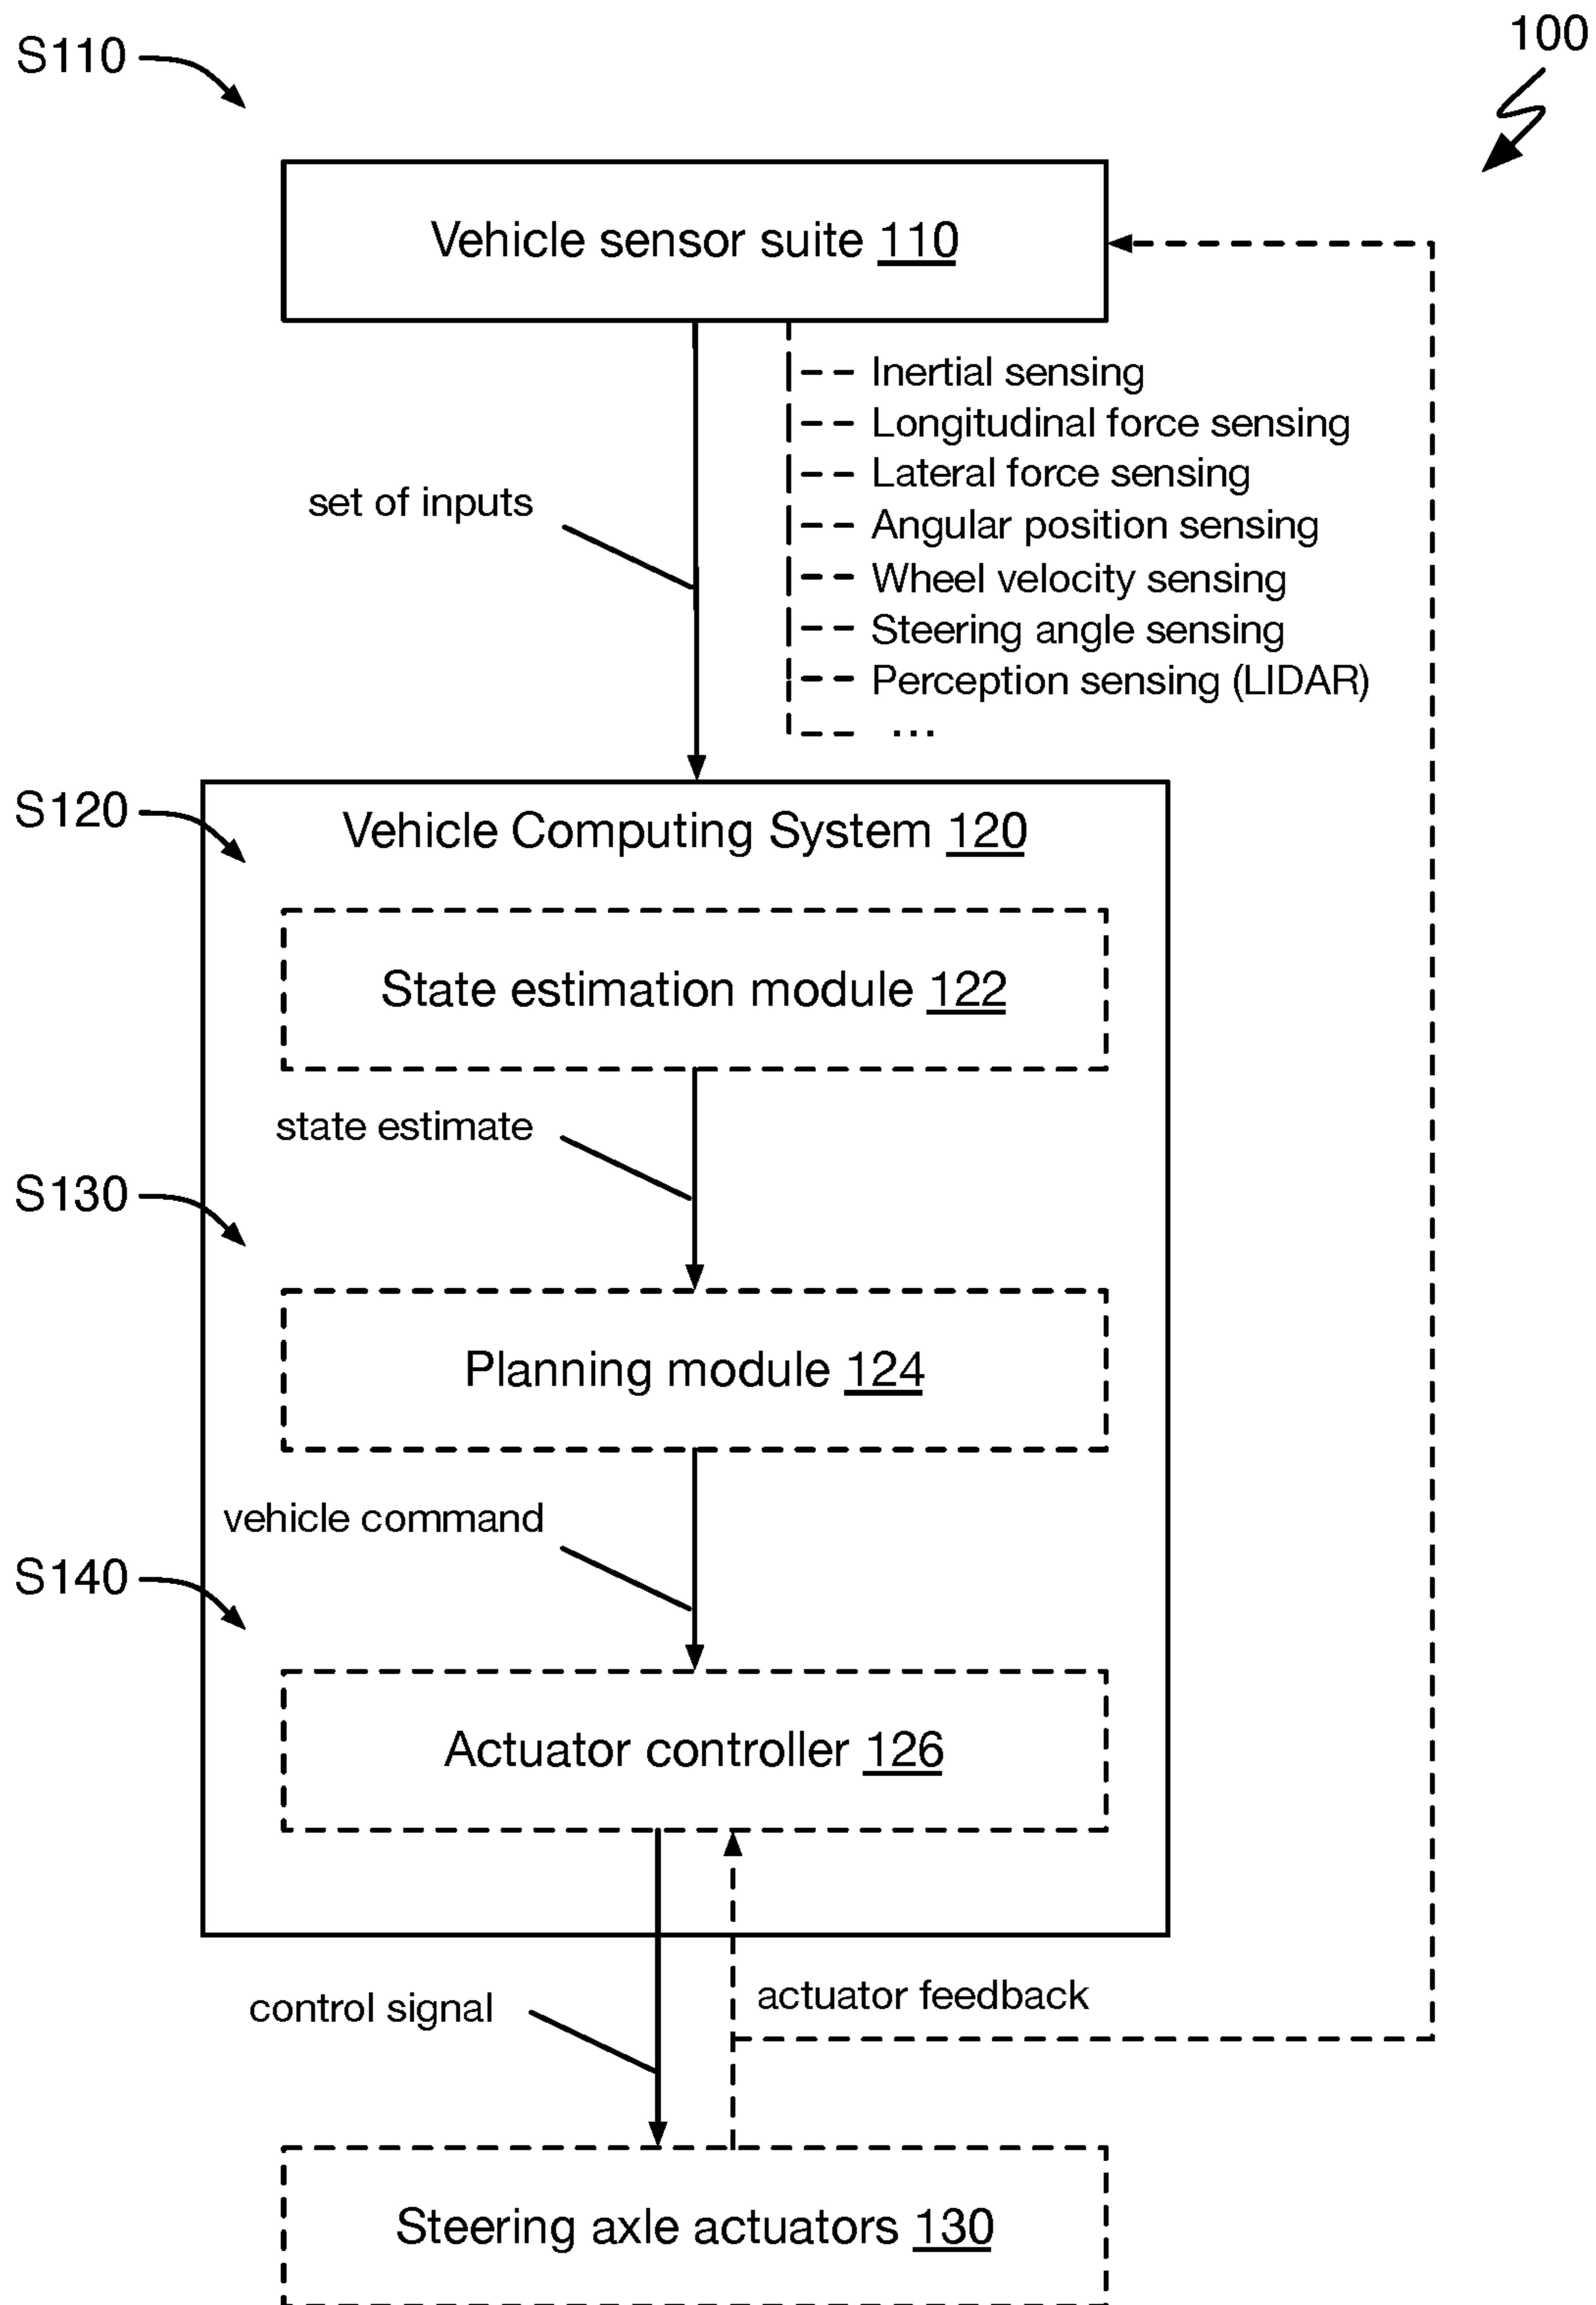 100
S110
Vehicle sensor suite 110
Inertial sensing
Longitudinal force sensing
Lateral force sensing
set of inputs
Angular position sensing
Wheel velocity sensing
Steering angle sensing
Perception sensing (LIDAR)
...
S120
Vehicle Computing System 120
State estimation module 122
state estimate
S130
Planning module 124
vehicle command
S140
Actuator controller 126
actuator feedback
control signal
Steering axle actuators 130